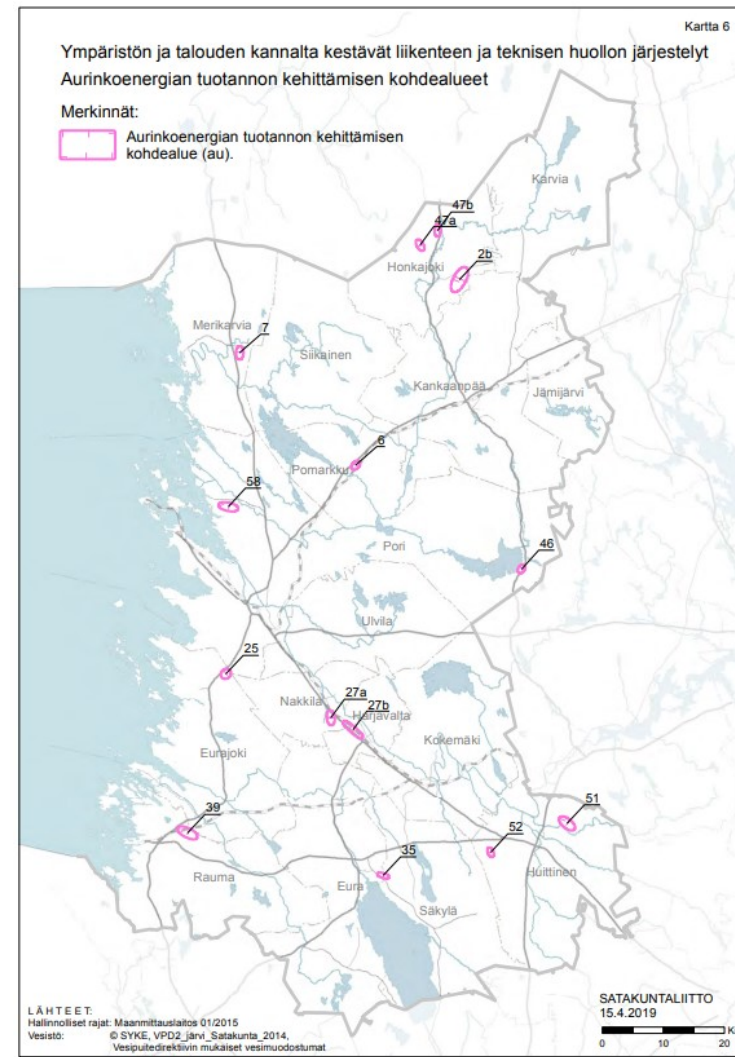 Kartta 6
Ympäristön ja talouden kannalta kestävät liikenteen ja teknisen huollon järjestelyt
Aurinkoenergian tuotannon kehittämisen kohdealueet
Merkinnät:
Aurinkoenergian tuotannon kehittämisen
kohdealue (au).
Karvia
47b
47a
Honkajoki
2b
Merikarvia
7
Siikainen
Kankaanpää
Jämijärvi
6
Pomarkku
58
Pori
46
Ulvila
25
Nakkila
27a
27b
Harjavalta
Eurajoki
Kokemäki
39
51
52
35
Rauma
Eura
Huittinen
Säkylä
LÄHTEET:
Hallinnolliset rajat: Maanmittauslaitos 01/2015
Vesistö: © SYKE, VPD2_järvi_Satakunta_2014,
Vesipuitedirektiivin mukaiset vesimuodostumat
SATAKUNTALIITTO
15.4.2019
0 10 20